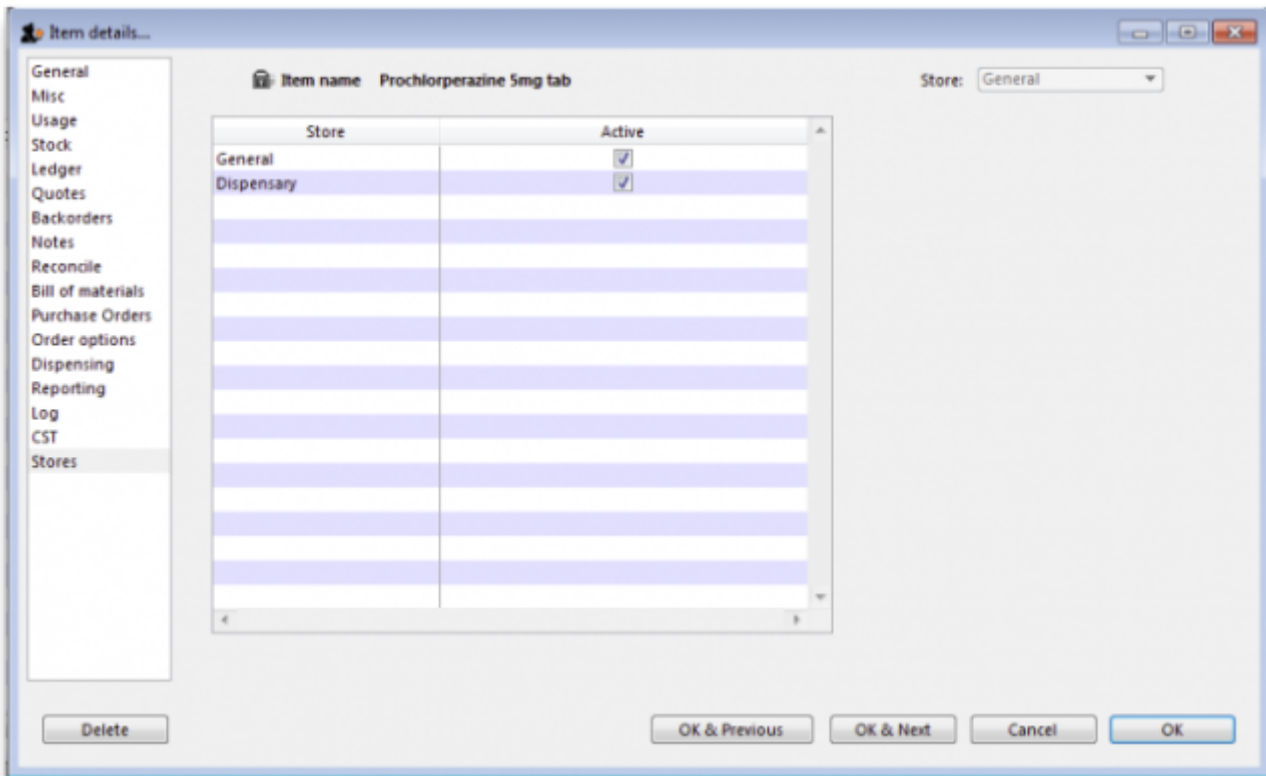 Item details...
General
Misc
Usage
Stock
Ledger
Quotes
Backorders
Notes
Reconcile
Bill of materials
Purchase Orders
Order options
Dispensing
Reporting
Log
CST
Stores
Item name Prochlorperazine 5mg tab
Store: General
Store Active
General
Dispensary
Delete OK & Previous OK & Next Cancel OK